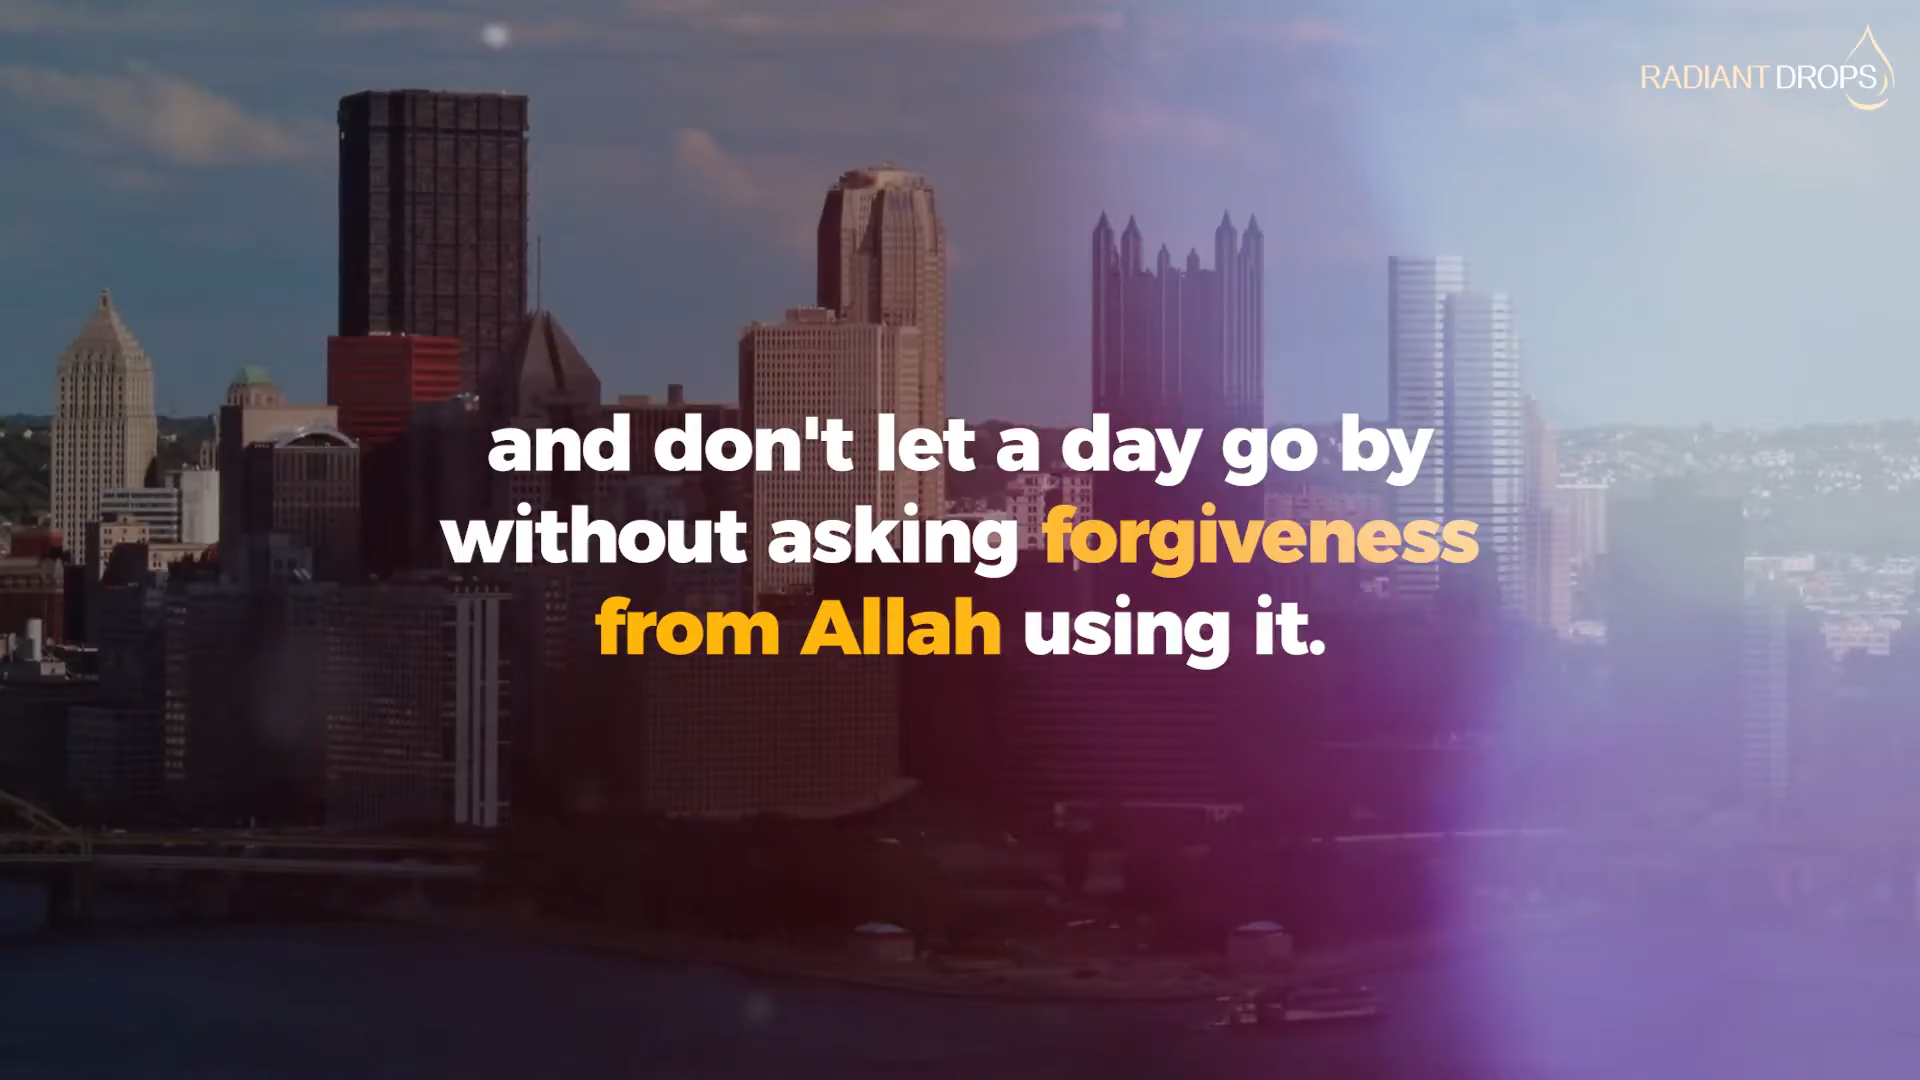 RADIANT DROPS
and don't let a day go by
without asking forgiveness
from Allah using it.